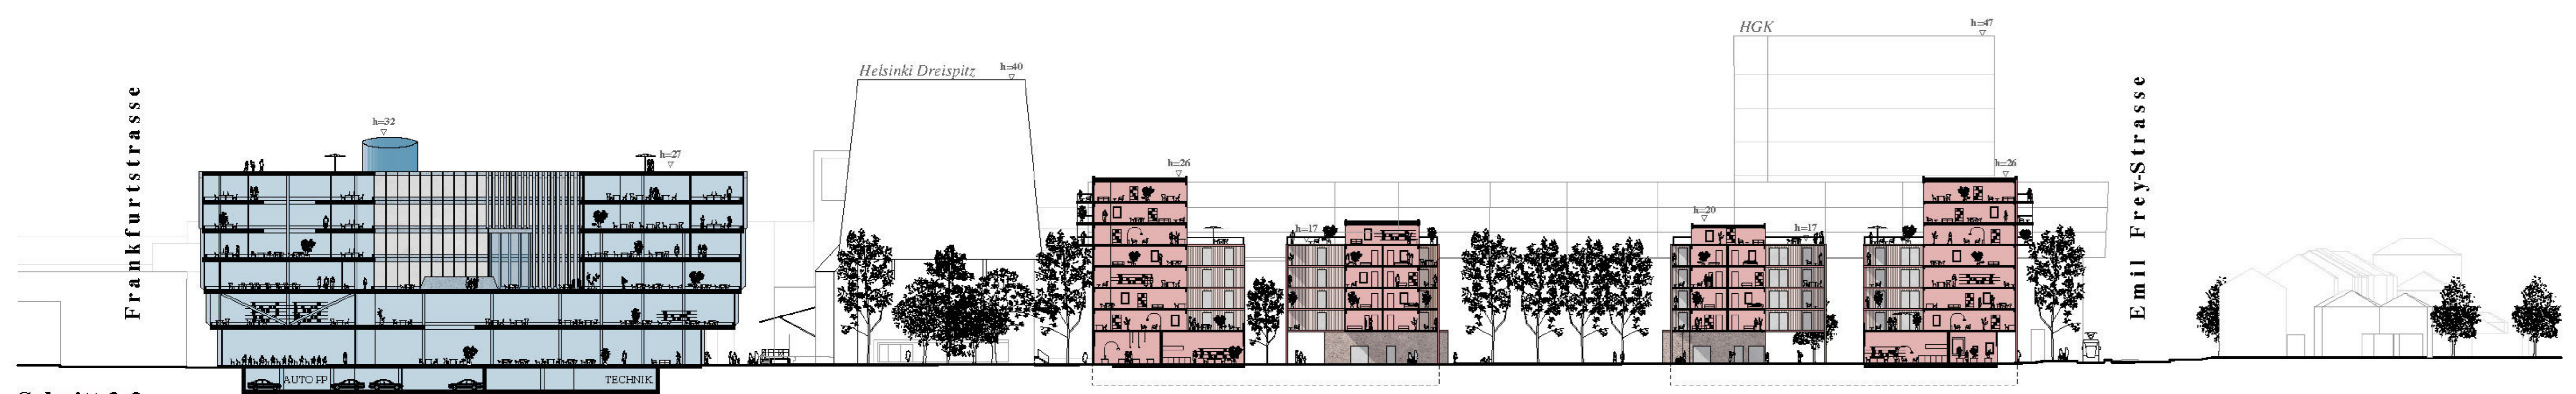 HGK
h=47
Helsinki Dreispitz
h=40
Frankfurtstrasse
Emil Frey-Strasse
h=32
h=27
h=26
h=26
h=20
h=17
h=17
AUTO PP
TECHNIK